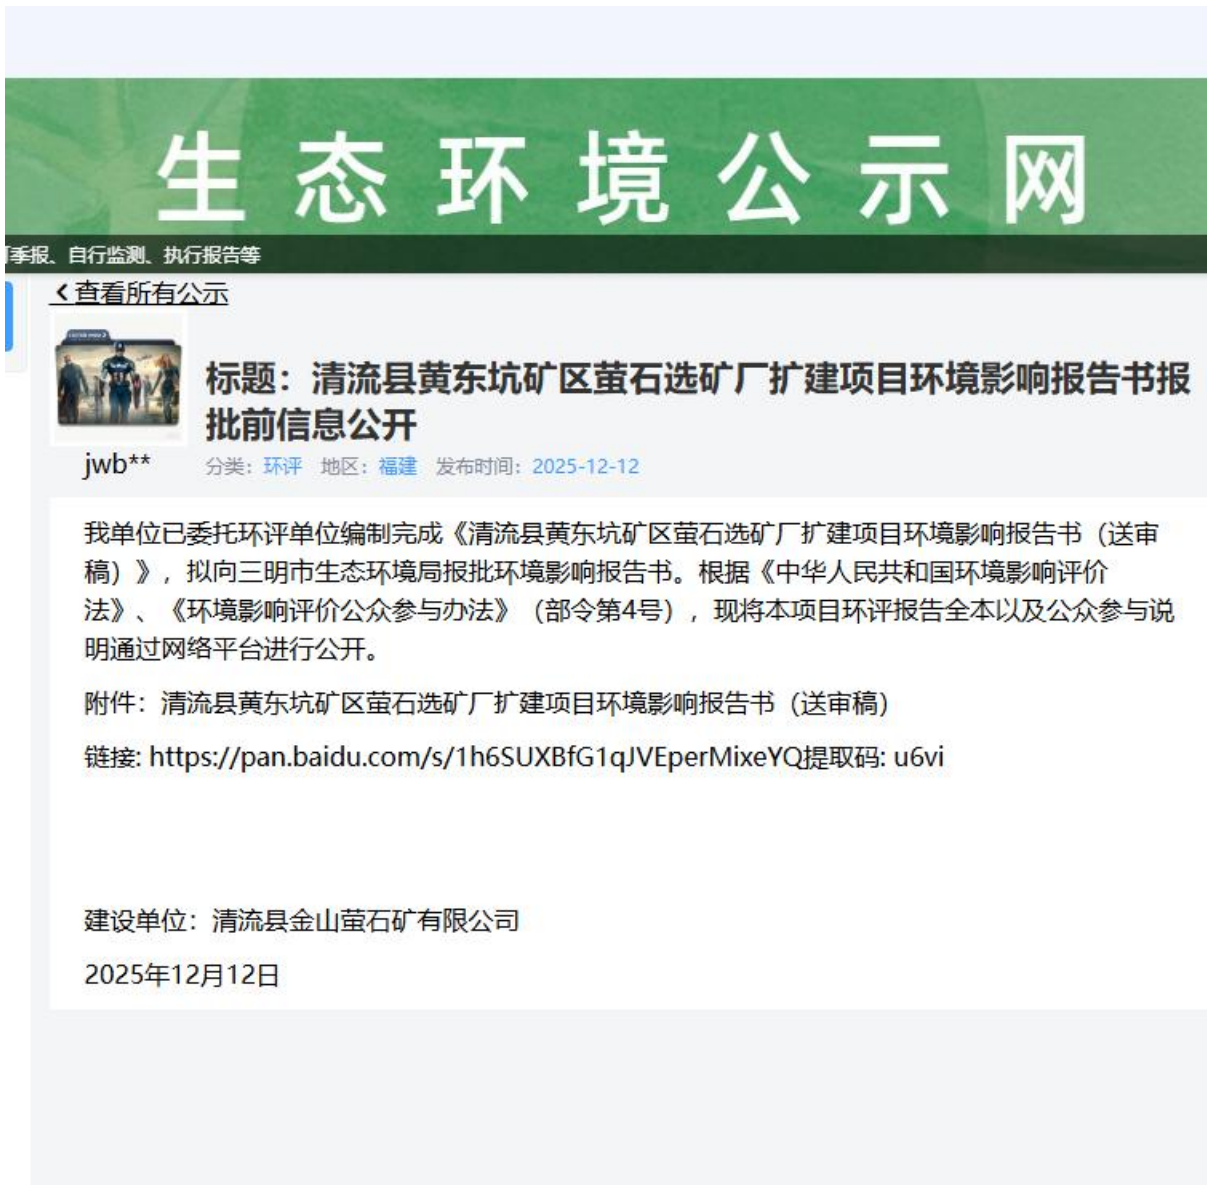 生态环境公示网
季报、自行监测、执行报告等
查看所有公示
标题：清流县黄东坑矿区萤石选矿厂扩建项目环境影响报告书报
批前信息公开
jwb**
分类：环评 地区：福建 发布时间：2025-12-12
我单位已委托环评单位编制完成《清流县黄东坑矿区萤石选矿厂扩建项目环境影响报告书（送审
稿）》，拟向三明市生态环境局报批环境影响报告书。根据《中华人民共和国环境影响评价
法》、《环境影响评价公众参与办法》（部令第4号），现将本项目环评报告全本以及公众参与说
明通过网络平台进行公开。
附件：清流县黄东坑矿区萤石选矿厂扩建项目环境影响报告书（送审稿）
链接: https://pan.baidu.com/s/1h6SUXBfG1qJVEperMixeYQ提取码: u6vi
建设单位：清流县金山萤石矿有限公司
2025年12月12日